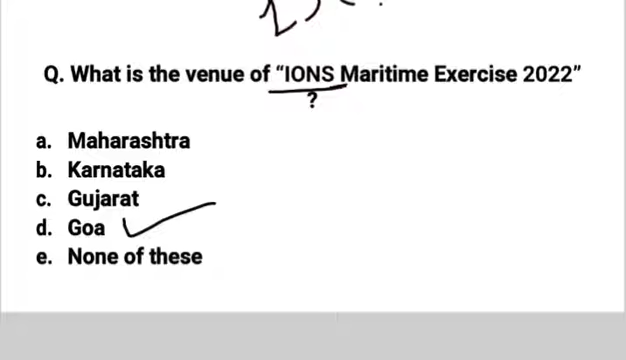 Q. What is the venue of “IONS Maritime Exercise 2022”
?
a. Maharashtra
b. Karnataka
c. Gujarat
d. Goa
e. None of these